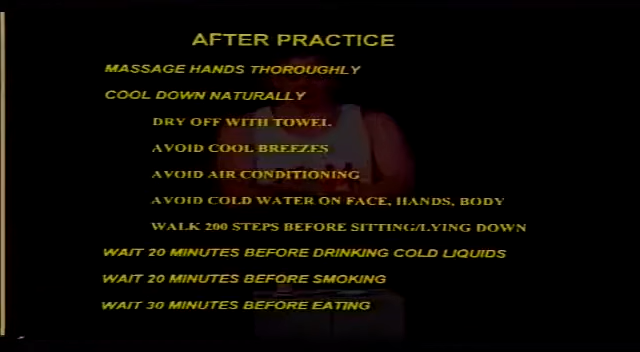 AFTER PRACTICE
MASSAGE HANDS THOROUGHLY
COOL DOWN NATURALLY
DRY OFF WITH TOWEL
AVOID COOL BREEZES
AVOID AIR CONDITIONING
AVOID COLD WATER ON FACE, HANDS, BODY
WALK 200 STEPS BEFORE SITTING/LYING DOWN
WAIT 20 MINUTES BEFORE DRINKING COLD LIQUIDS
WAIT 20 MINUTES BEFORE SMOKING
WAIT 30 MINUTES BEFORE EATING